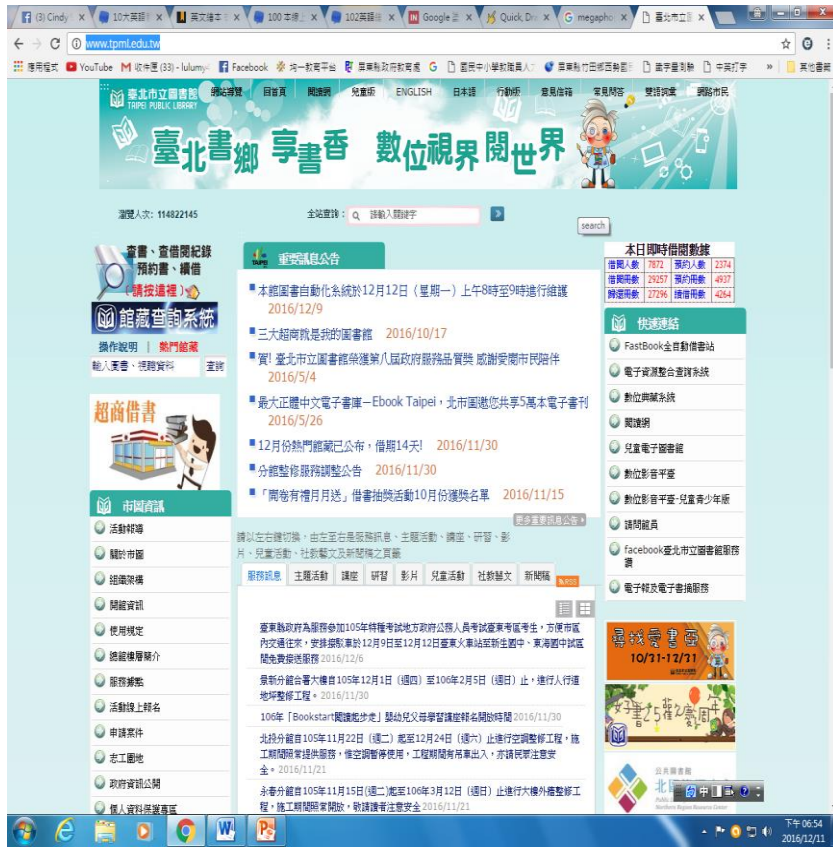 (3) Cindy
10大英語
英文繪本
100 本線上
102英語
Google
Quick, Dr
megapho
臺北市立圖
www.tpml.edu.tw
應用程式
YouTube
收件匣 (33) - lulumy
Facebook
均一教育平台
屏東縣政府教育處
國民中小學教職員人
屏東縣竹田鄉西勢國
識字量測驗
中英打字
»
其他書籤
臺北市立圖書館
TAIPEI PUBLIC LIBRARY
網站導覽
回首頁
閱讀網
兒童版
ENGLISH
日本語
行動版
意見信箱
常見問答
雙語詞彙
網路市民
臺北書鄉 享書香 數位視界閱世界
瀏覽人次: 114822145
全站查詢:
請輸入關鍵字
search
查書、查借閱紀錄
預約書、續借
(請按這裡)
館藏查詢系統
操作說明 | 熱門館藏
輸入圖書、視聽資料
查詢
超商借書
市圖資訊
活動報導
關於市圖
組織架構
開館資訊
使用規定
總館樓層簡介
服務據點
活動線上報名
申請案件
志工園地
政府資訊公開
個人資料保護專區
TAIPEI
重要訊息公告
本館圖書自動化系統於12月12日(星期一)上午8時至9時進行維護
2016/12/9
三大超商就是我的圖書館 2016/10/17
賀! 臺北市立圖書館榮獲第八屆政府服務品質獎 感謝愛閱市民陪伴
2016/5/4
最大正體中文電子書庫—Ebook Taipei,北市圖邀您共享5萬本電子書刊
2016/5/26
12月份熱門館藏已公布,借期14天! 2016/11/30
分館整修服務調整公告 2016/11/30
「開卷有禮月月送」借書抽獎活動10月份獲獎名單 2016/11/15
更多重要訊息公告
請以左右鍵切換,由左至右是服務訊息、主題活動、講座、研習、影
片、兒童活動、社教藝文及新聞稿之頁籤
服務訊息
主題活動
講座
研習
影片
兒童活動
社教藝文
新聞稿
RSS
臺東縣政府為服務參加105年特種考試地方政府公務人員考試臺東考區考生,方便市區
內交通往來,安排接駁車於12月9日至12月12日臺東火車站至新生國中、東海國中試區
間免費接送服務 2016/12/6
景新分館合署大樓自105年12月1日(週四)至106年2月5日(週日)止,進行人行道
地坪整修工程。2016/11/30
106年「Bookstart閱讀起步走」嬰幼兒父母學習講座報名開放時間 2016/11/30
北投分館自105年11月22日(週二)起至12月24日(週六)止進行空調整修工程,施
工期間照常提供服務,惟空調暫停使用,工程期間有吊車出入,亦請民眾注意安
全。2016/11/21
永春分館自105年11月15日(週二)起至106年3月12日(週日)止進行大樓外牆整修工
程,施工期間照常開放,敬請讀者注意安全 2016/11/21
本日即時借閱數據
借閱人數 7872 預約人數 2374
借閱冊數 29257 預約冊數 4937
歸還冊數 27296 續借冊數 4264
快速連結
FastBook全自動借書站
電子資源整合查詢系統
數位典藏系統
閱讀網
兒童電子圖書館
數位影音平臺
數位影音平臺-兒童青少年版
請問館員
facebook臺北市立圖書館服務
讚
電子報及電子書摘服務
尋找愛書亞
10/21-12/21
好書25籮
公共圖書館
北
Public
Northern Region Resource Center
中
下午 06:54
2016/12/11